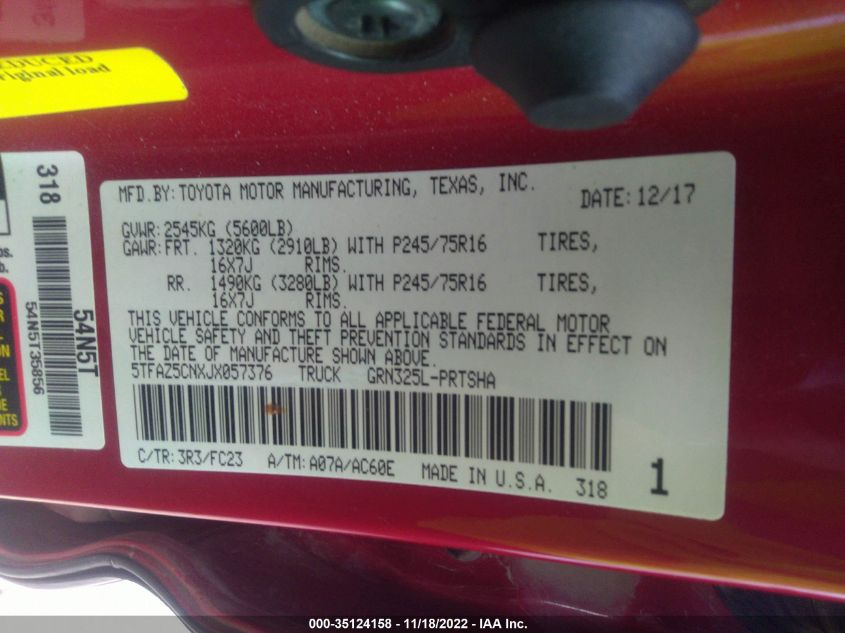 EDUCED
riginal load
318
54N5T
54N5T35856
MFD.BY:TOYOTA MOTOR MANUFACTURING, TEXAS, INC.
DATE:12/17
GVWR:2545KG (5600LB)
GAWR:FRT. 1320KG (2910LB) WITH P245/75R16 TIRES,
16X7J RIMS.
RR. 1490KG (3280LB) WITH P245/75R16 TIRES,
16X7J RIMS.
THIS VEHICLE CONFORMS TO ALL APPLICABLE FEDERAL MOTOR
VEHICLE SAFETY AND THEFT PREVENTION STANDARDS IN EFFECT ON
THE DATE OF MANUFACTURE SHOWN ABOVE.
5TFAZ5CNXJX057376 TRUCK GRN325L-PRTSHA
C/TR:3R3/FC23 A/TM:A07A/AC60E MADE IN U.S.A. 318 1
000-35124158 - 11/18/2022 - IAA Inc.